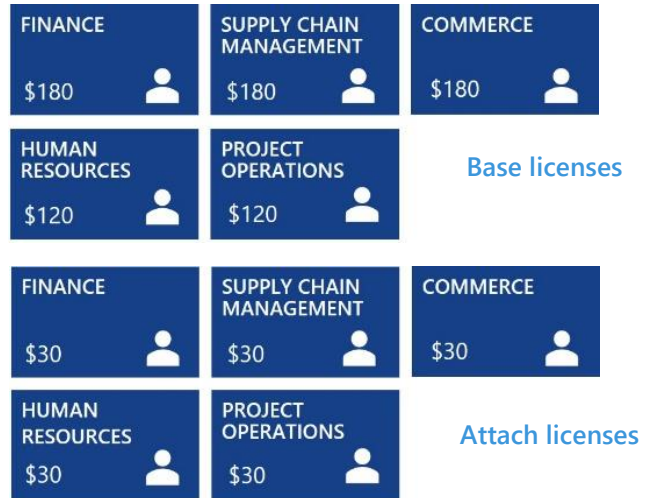 FINANCE
$180
SUPPLY CHAIN
MANAGEMENT
$180
COMMERCE
$180
HUMAN
RESOURCES
$120
PROJECT
OPERATIONS
$120
Base licenses
FINANCE
$30
SUPPLY CHAIN
MANAGEMENT
$30
COMMERCE
$30
HUMAN
RESOURCES
$30
PROJECT
OPERATIONS
$30
Attach licenses